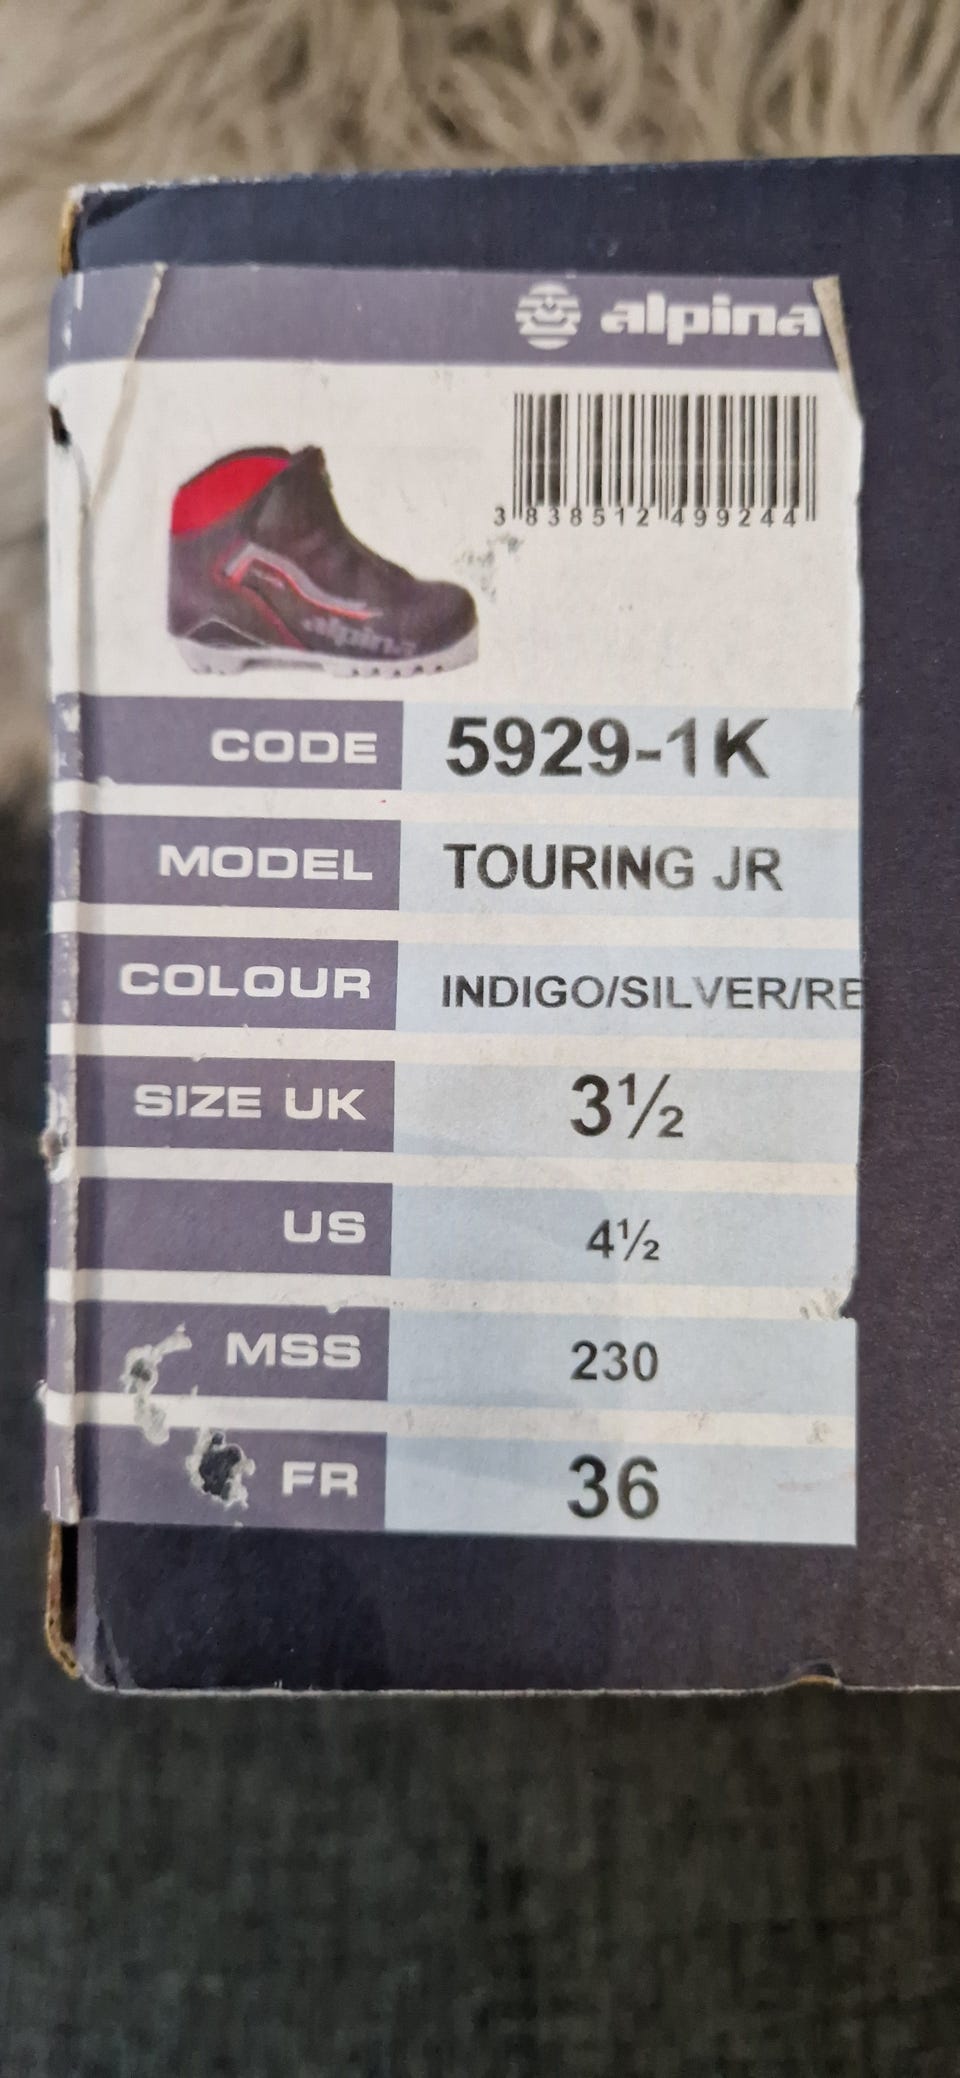 alpina
3 838512 499244
alpina
CODE 5929-1K
MODEL TOURING JR
COLOUR INDIGO/SILVER/RE
SIZE UK 3½
US 4½
MSS 230
FR 36